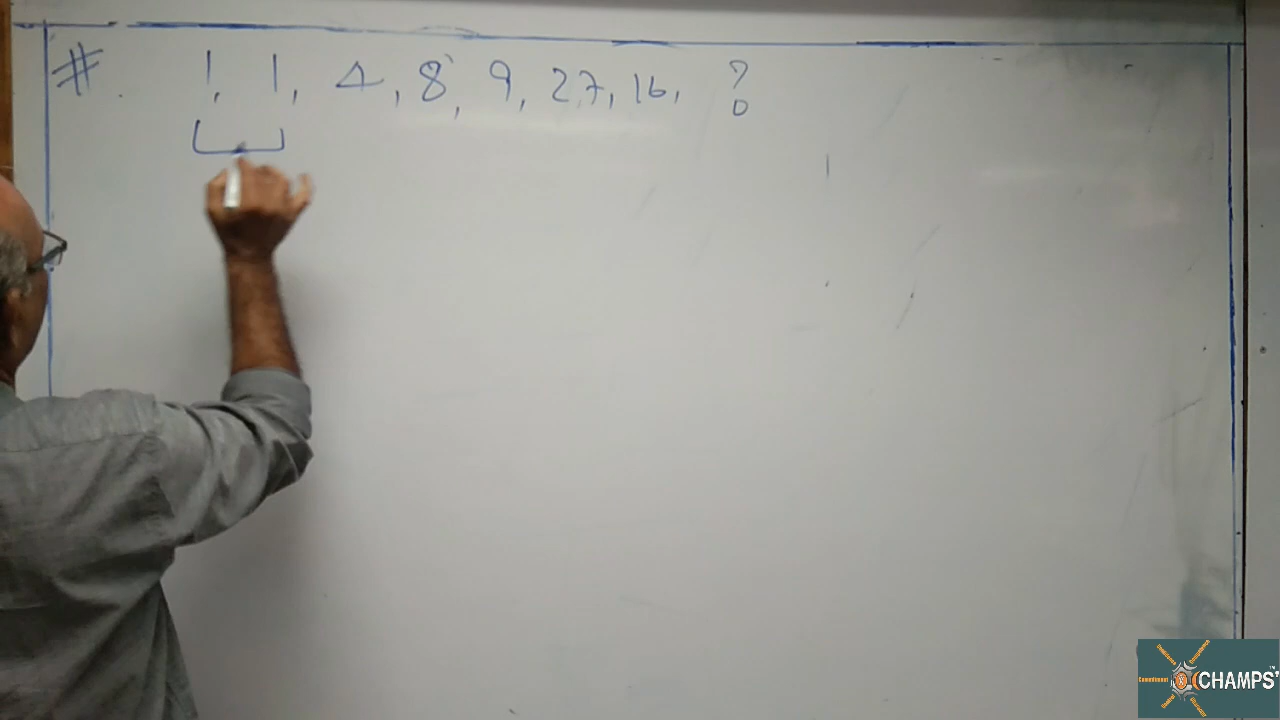 # 1, 1, 4, 8, 9, 27, 16, ?
CHAMPS